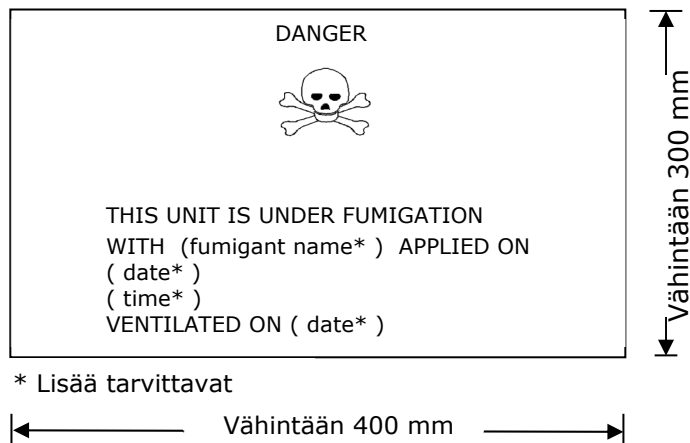 DANGER
THIS UNIT IS UNDER FUMIGATION
WITH (fumigant name* ) APPLIED ON
( date* )
( time* )
VENTILATED ON ( date* )
Vähintään 300 mm
* Lisää tarvittavat
Vähintään 400 mm